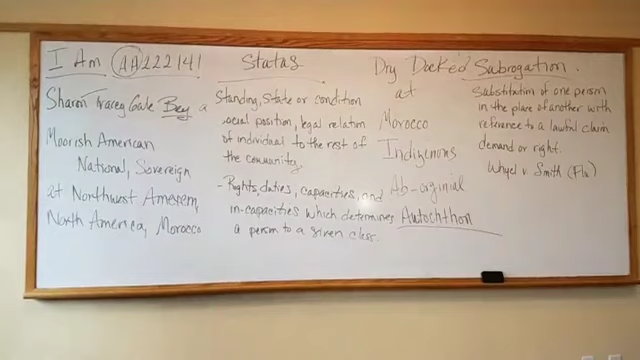 I Am AA222141
Sharon Tracey Gale Bey a
Moorish American
National, Sovereign
at Northwest Amexem,
North America, Morocco
Status
Standing, State or condition
social position, legal relation
of individual to the rest of
the community.
- Rights, duties, capacities, and
in-capacities which determines
a person to a given class.
Dry Docked
at
Morocco
Indigenous
Ab-orginial
Autochthon
Subrogation.
Substitution of one person
in the place of another with
reference to a lawful claim
demand or right.
v. Smith (Fla)